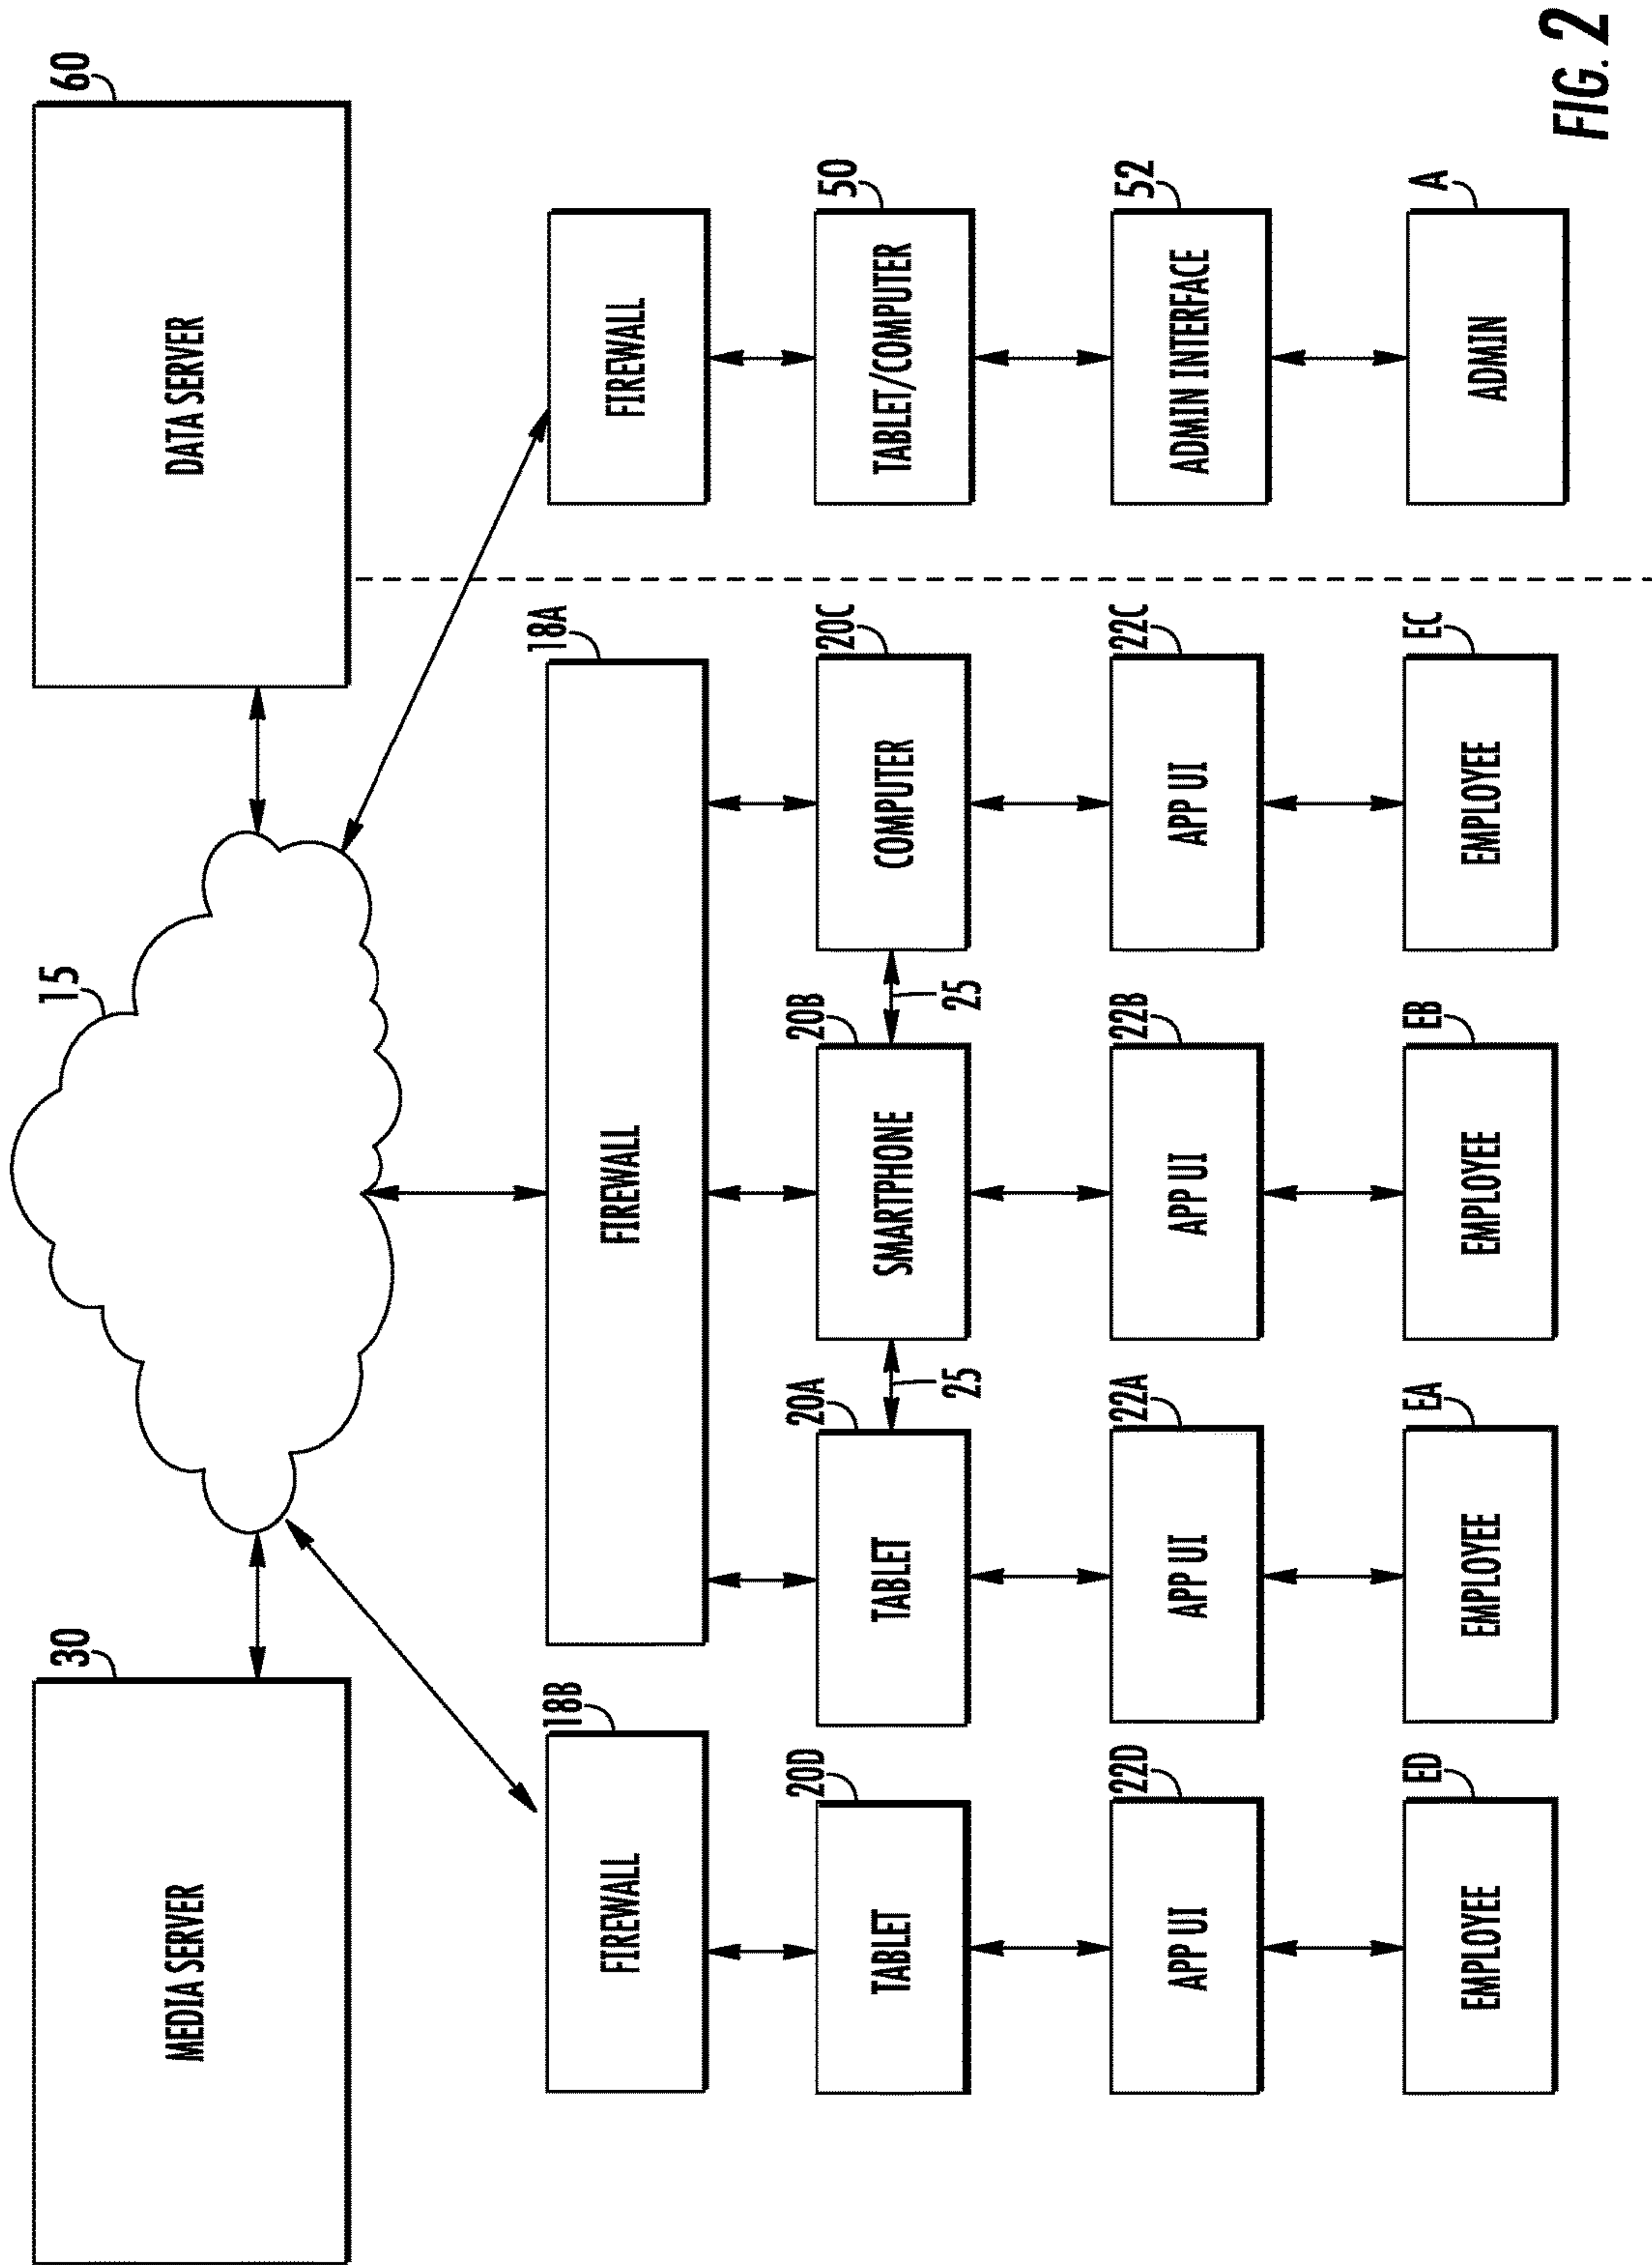 30
15
60
MEDIA SERVER
DATA SERVER
18B
18A
FIREWALL
FIREWALL
FIREWALL
20D
20A
20B
20C
50
TABLET
TABLET
SMARTPHONE
COMPUTER
TABLET/COMPUTER
25
25
22D
22A
22B
22C
52
APP UI
APP UI
APP UI
APP UI
ADMIN INTERFACE
ED
EA
EB
EC
A
EMPLOYEE
EMPLOYEE
EMPLOYEE
EMPLOYEE
ADMIN
FIG. 2